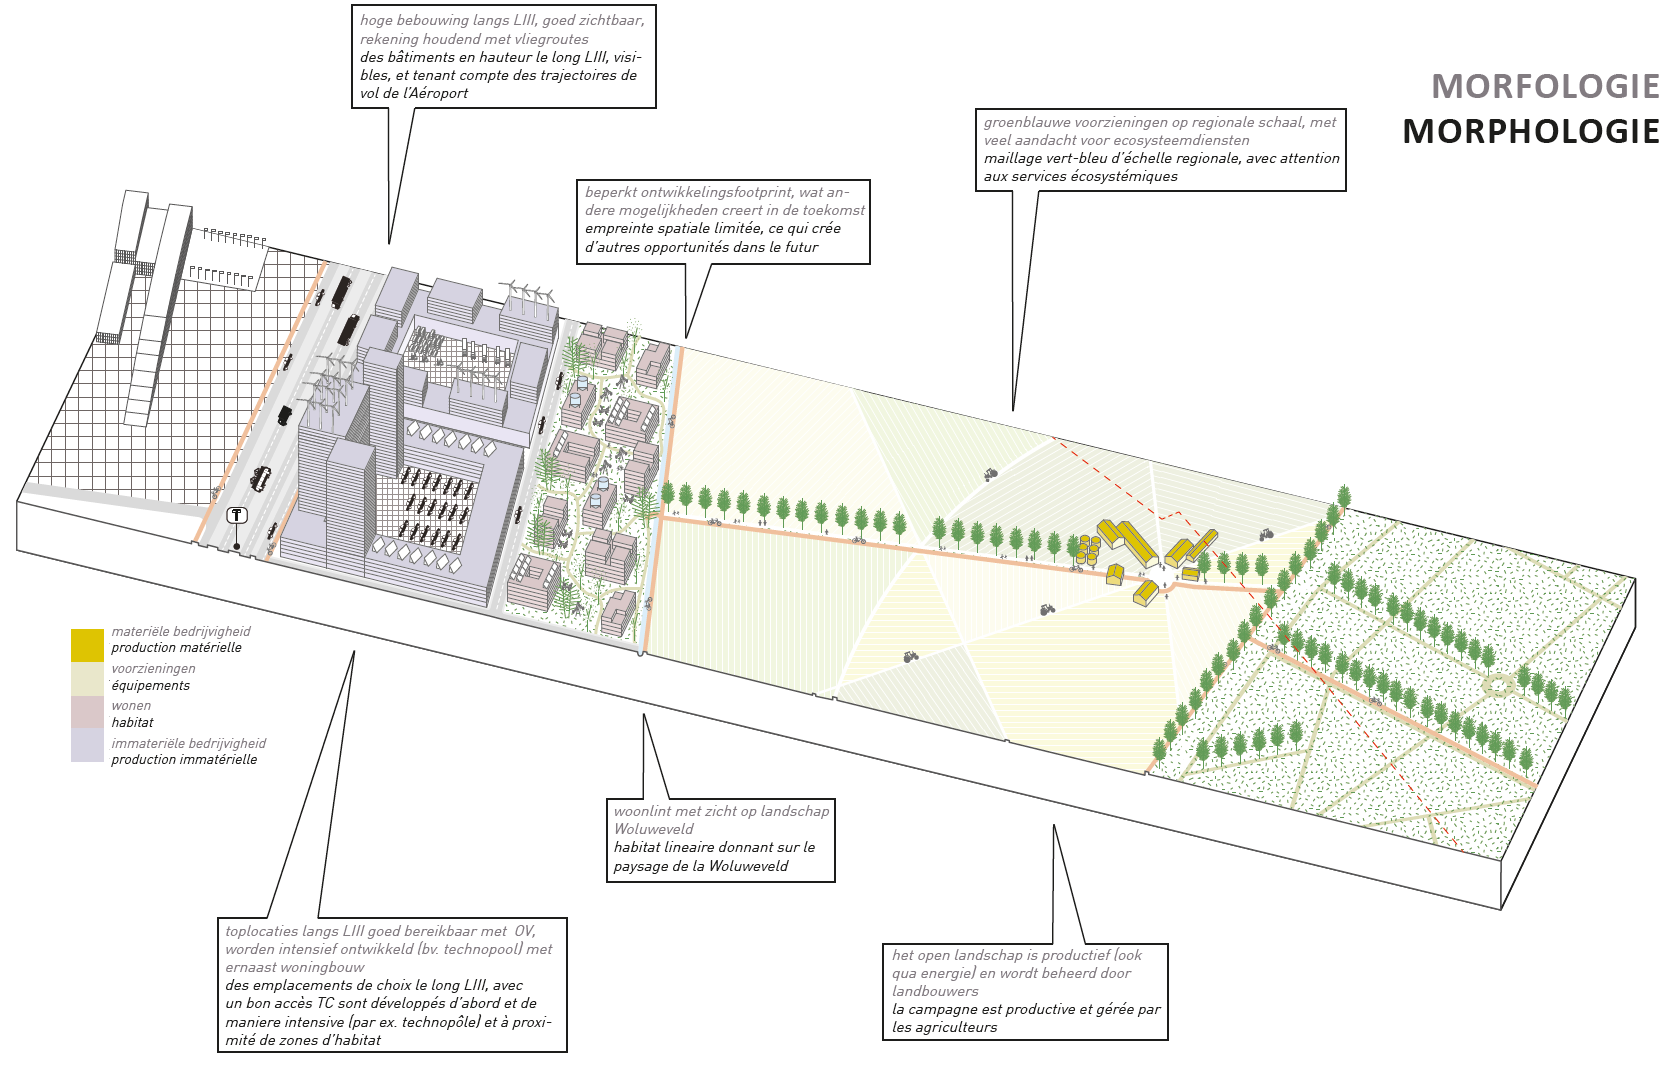 hoge bebouwing langs LIII, goed zichtbaar,
rekening houdend met vliegroutes
des bâtiments en hauteur le long LIII, visi-
bles, et tenant compte des trajectoires de
vol de l'Aéroport
MORFOLOGIE
MORPHOLOGIE
groenblauwe voorzieningen op regionale schaal, met
veel aandacht voor ecosysteemdiensten
maillage vert-bleu d'échelle regionale, avec attention
aux services écosystémiques
beperkt ontwikkelingsfootprint, wat an-
dere mogelijkheden creert in de toekomst
empreinte spatiale limitée, ce qui crée
d'autres opportunités dans le futur
T
materiële bedrijvigheid
production matérielle
voorzieningen
équipements
wonen
habitat
immateriële bedrijvigheid
production immatérielle
woonlint met zicht op landschap
Woluweveld
habitat lineaire donnant sur le
paysage de la Woluweveld
toplocaties langs LIII goed bereikbaar met OV,
worden intensief ontwikkeld (bv. technopool) met
ernaast woningbouw
des emplacements de choix le long LIII, avec
un bon accès TC sont développés d'abord et de
maniere intensive (par ex. technopôle) et à proxi-
mité de zones d'habitat
het open landschap is productief (ook
qua energie) en wordt beheerd door
landbouwers
la campagne est productive et gérée par
les agriculteurs